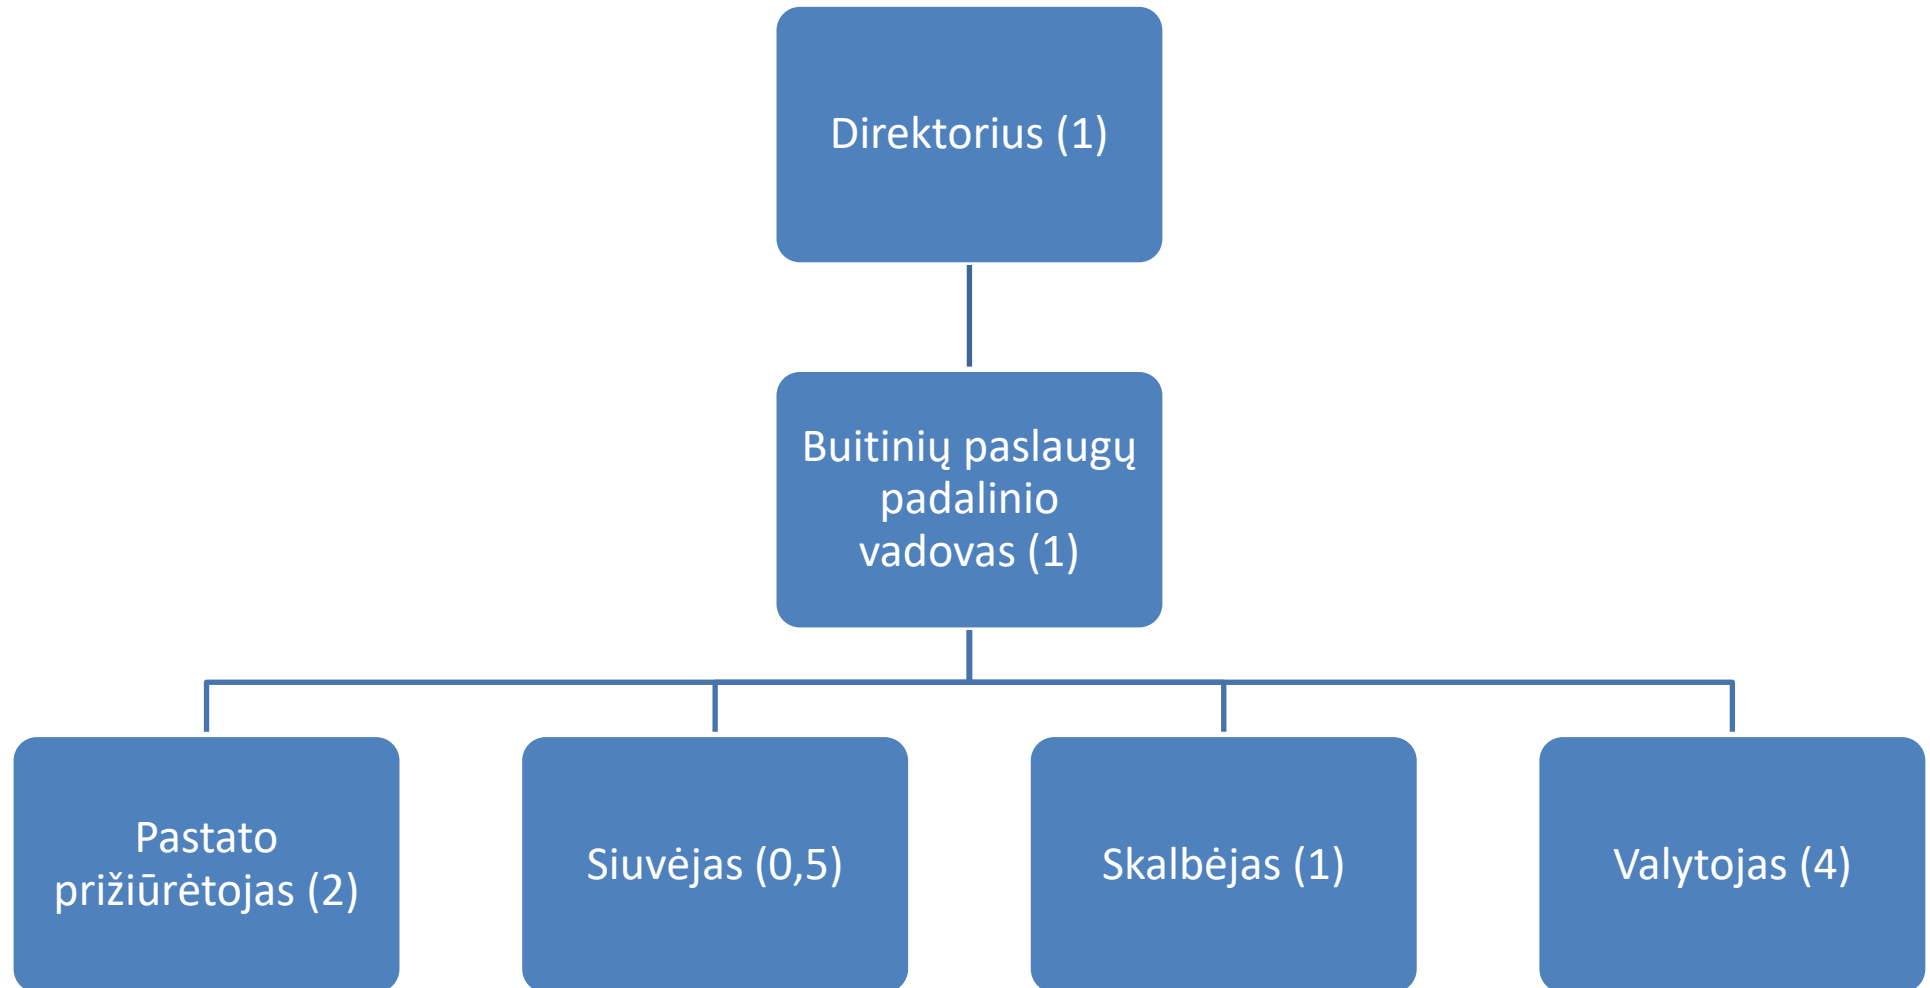 Direktorius (1)
Buitinių paslaugų
padalinio
vadovas (1)
Pastato
prižiūrėtojas (2)
Siuvėjas (0,5)
Skalbėjas (1)
Valytojas (4)